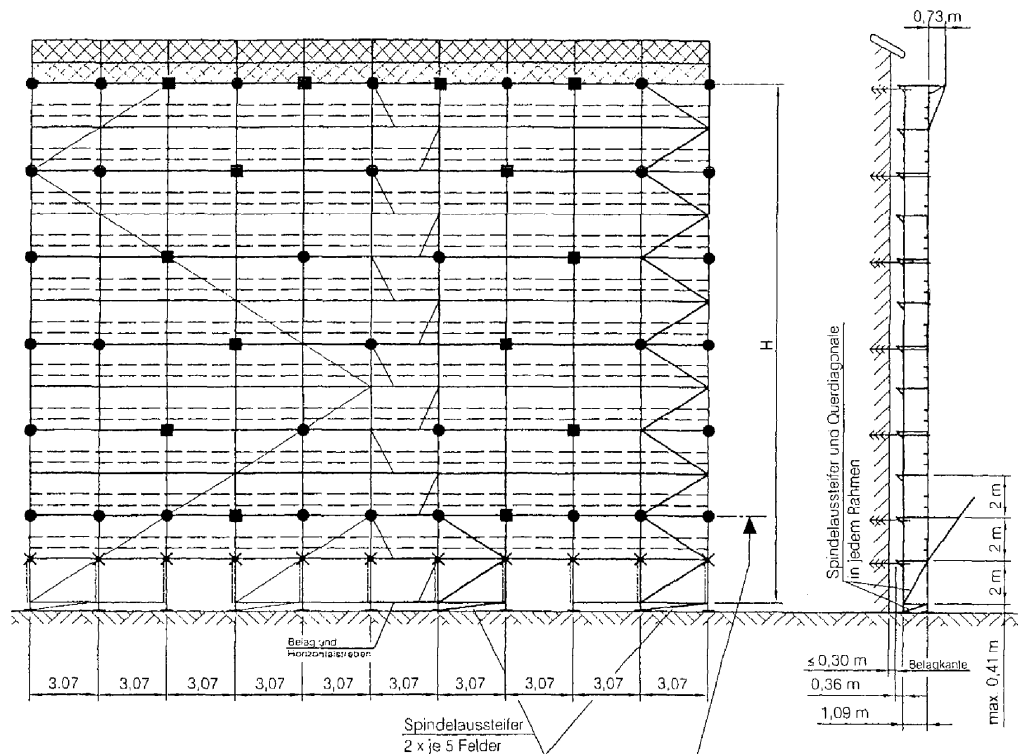 0,73 m
H
Spindelaussteifer uno Querdiagonale
in jedem Rahmen
2 m
2 m
2 m
Belag und
Horizontalstreben
≤ 0,30 m
Belagkante
0,36 m
1,09 m
max. 0,41 m
3.07 3,07 3,07 3,07 3,07 3,07 3,07 3,07 3,07 3,07
Spindelaussteifer
2 x je 5 Felder